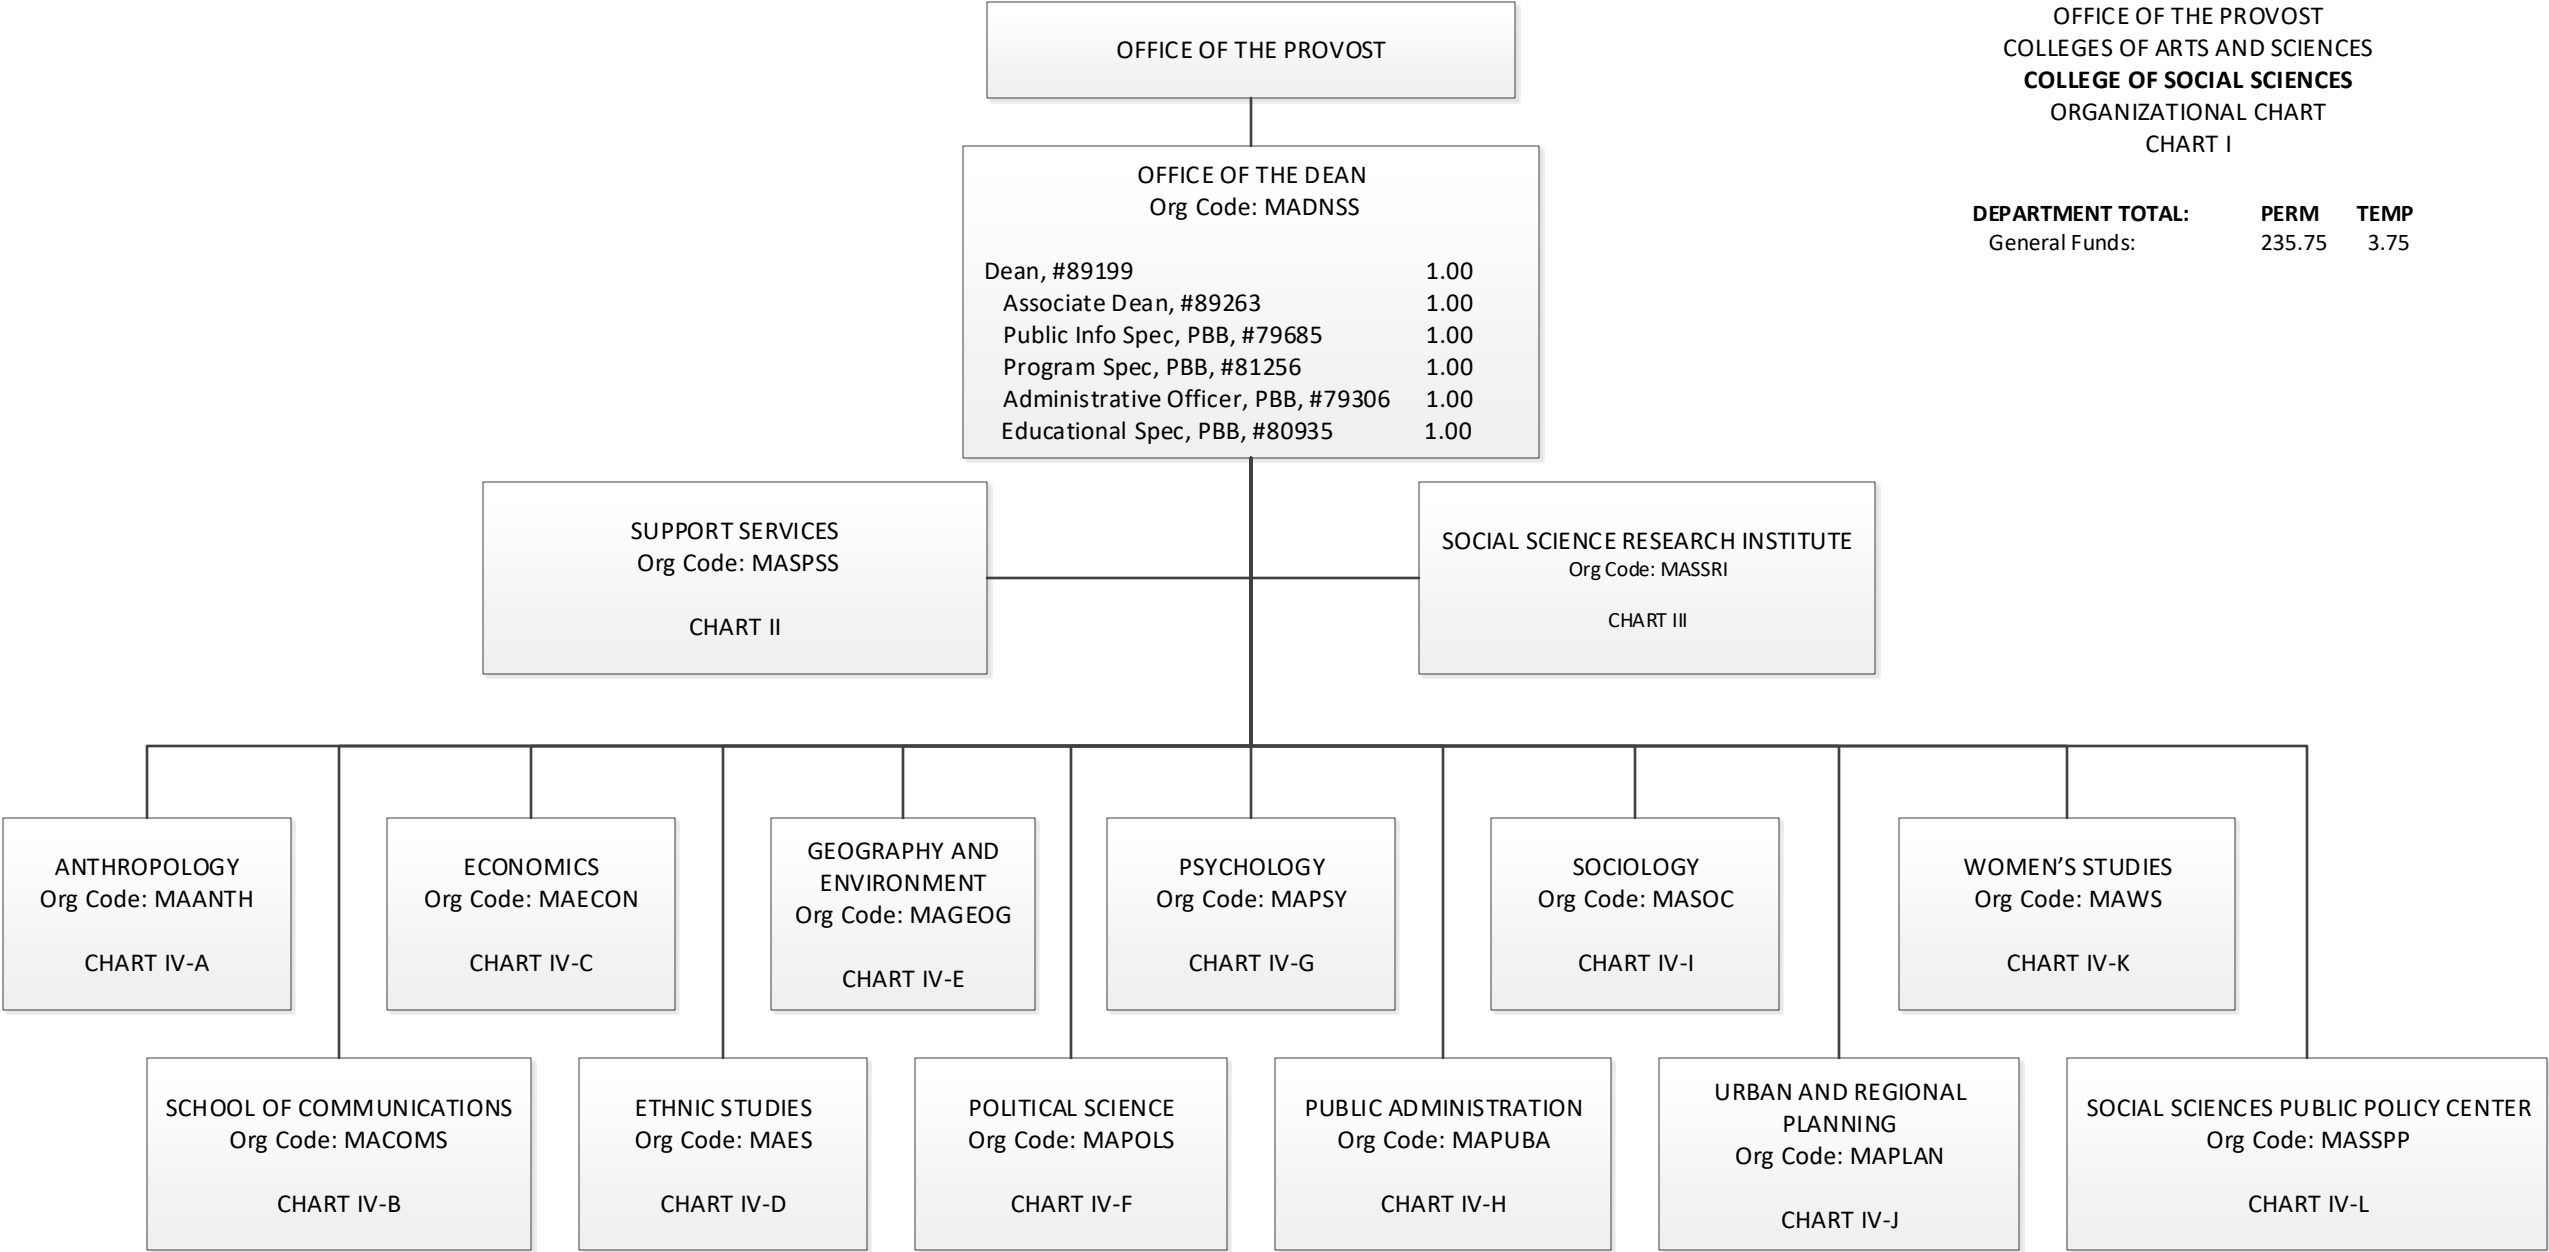 OFFICE OF THE PROVOST
OFFICE OF THE PROVOST
COLLEGES OF ARTS AND SCIENCES
COLLEGE OF SOCIAL SCIENCES
ORGANIZATIONAL CHART
CHART I
DEPARTMENT TOTAL: PERM TEMP
General Funds: 235.75 3.75
OFFICE OF THE DEAN
Org Code: MADNSS
Dean, #89199 1.00
Associate Dean, #89263 1.00
Public Info Spec, PBB, #79685 1.00
Program Spec, PBB, #81256 1.00
Administrative Officer, PBB, #79306 1.00
Educational Spec, PBB, #80935 1.00
SUPPORT SERVICES
Org Code: MASPSS
CHART II
SOCIAL SCIENCE RESEARCH INSTITUTE
Org Code: MASSRI
CHART III
ANTHROPOLOGY
Org Code: MAANTH
CHART IV-A
ECONOMICS
Org Code: MAECON
CHART IV-C
GEOGRAPHY AND
ENVIRONMENT
Org Code: MAGEOG
CHART IV-E
PSYCHOLOGY
Org Code: MAPSY
CHART IV-G
SOCIOLOGY
Org Code: MASOC
CHART IV-I
WOMEN’S STUDIES
Org Code: MAWS
CHART IV-K
SCHOOL OF COMMUNICATIONS
Org Code: MACOMS
CHART IV-B
ETHNIC STUDIES
Org Code: MAES
CHART IV-D
POLITICAL SCIENCE
Org Code: MAPOLS
CHART IV-F
PUBLIC ADMINISTRATION
Org Code: MAPUBA
CHART IV-H
URBAN AND REGIONAL
PLANNING
Org Code: MAPLAN
CHART IV-J
SOCIAL SCIENCES PUBLIC POLICY CENTER
Org Code: MASSPP
CHART IV-L